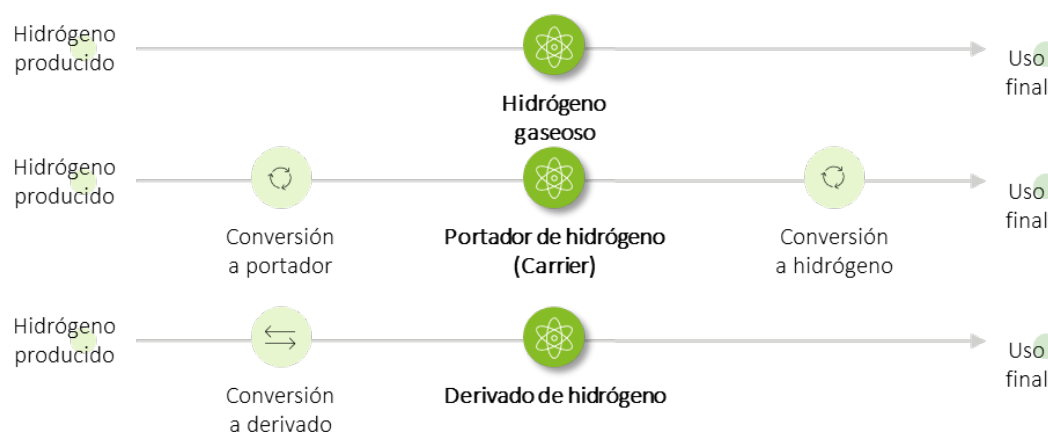 Hidrógeno
producido
Hidrógeno
gaseoso
Uso
final
Hidrógeno
producido
Conversión
a portador
Portador de hidrógeno
(Carrier)
Conversión
a hidrógeno
Uso
final
Hidrógeno
producido
Conversión
a derivado
Derivado de hidrógeno
Uso
final